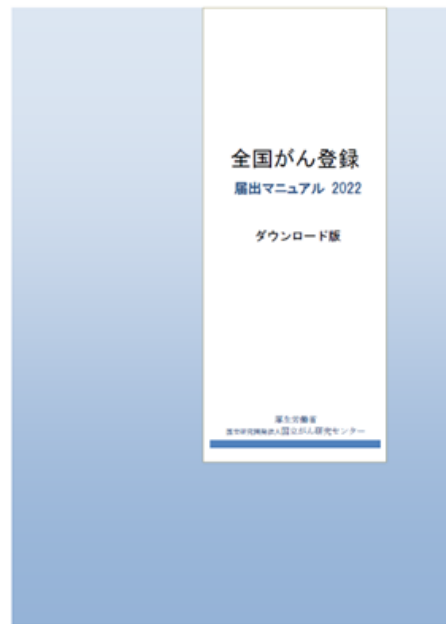 全国がん登録
届出マニュアル 2022
ダウンロード版
厚生労働省
国立研究開発法人国立がん研究センター